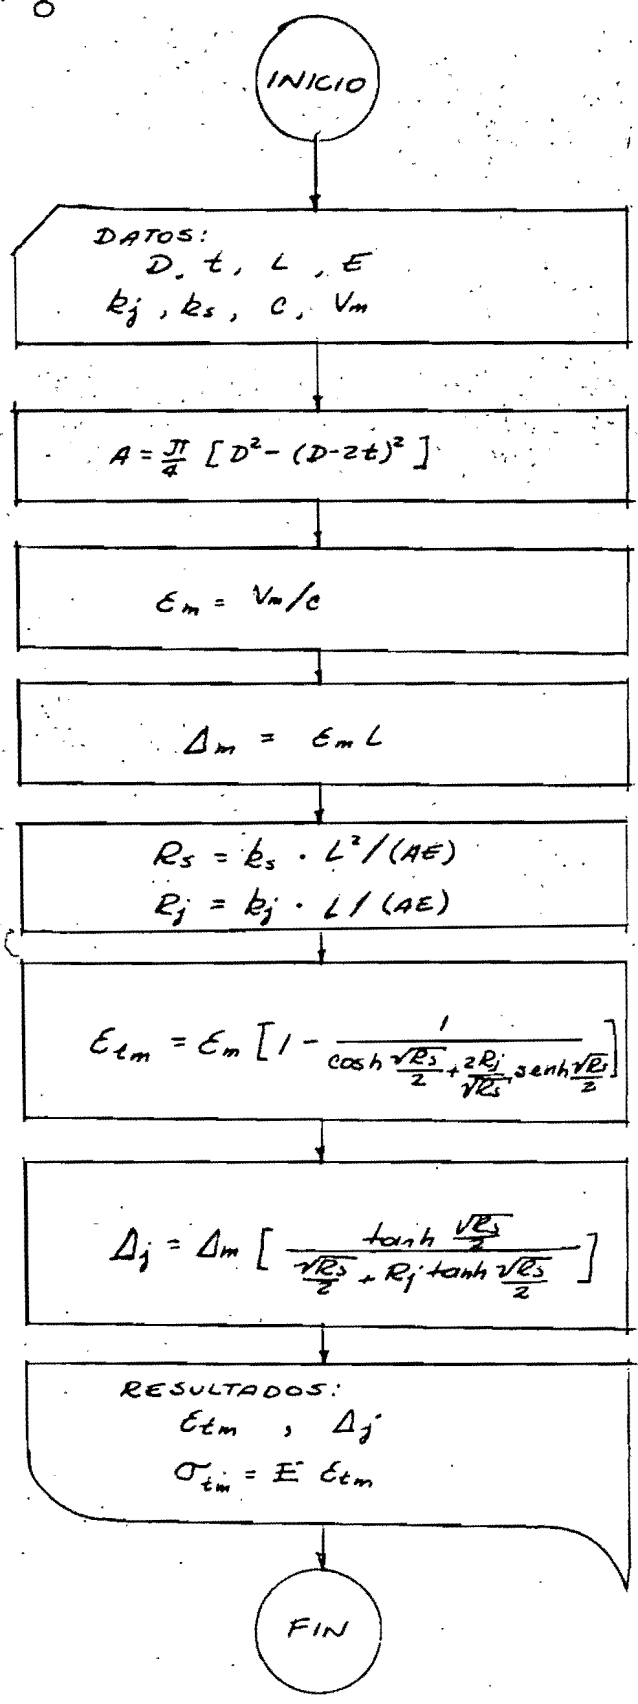 INICIO
DATOS:
D, t, L, E
kj, ks, C, Vm
A = π/4 [D² - (D-2t)²]
εm = Vm/c
Δm = εm L
Rs = ks · L²/(AE)
Rj = kj · L/(AE)
εtm = εm [1 - 1/(cosh √Rs/2 + 2Rj/√Rs senh √Rs/2)]
Δj = Δm [tanh √Rs/2 / (√Rs/2 + Rj tanh √Rs/2)]
RESULTADOS:
εtm , Δj
σtm = E εtm
FIN